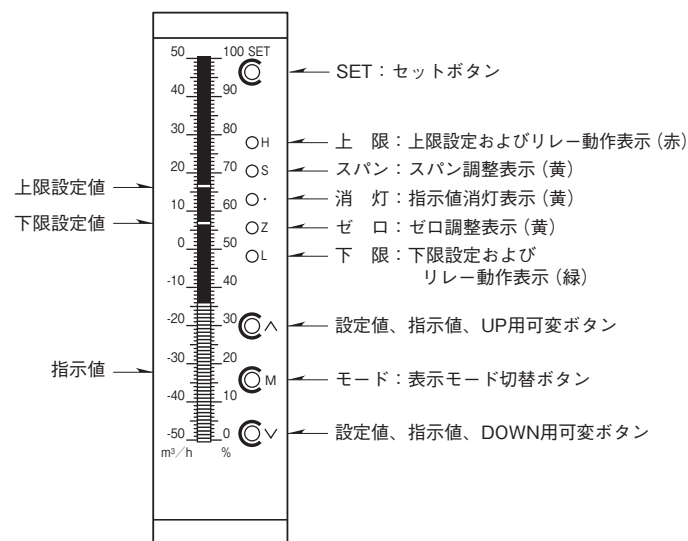 50 100 SET
SET：セットボタン
40 90
30 80
H
上　限：上限設定およびリレー動作表示（赤）
20 70
S
スパン：スパン調整表示（黄）
上限設定値
・
消　灯：指示値消灯表示（黄）
10 60
下限設定値
Z
ゼ　ロ：ゼロ調整表示（黄）
0 50
L
下　限：下限設定および
リレー動作表示（緑）
-10 40
-20 30
∧
設定値、指示値、UP用可変ボタン
-30 20
指示値
M
モード：表示モード切替ボタン
-40 10
-50 0
∨
設定値、指示値、DOWN用可変ボタン
m³／h %